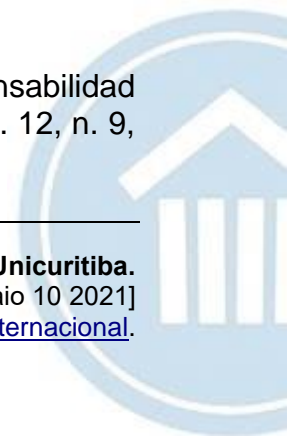 nsabilidad
. 12, n. 9,
Unicuritiba.
aio 10 2021]
ternacional.